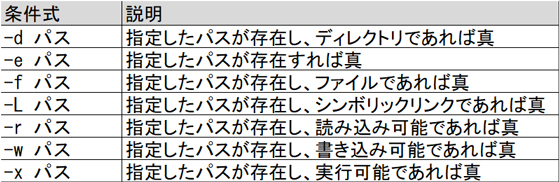 条件式 説明
-d パス 指定したパスが存在し、ディレクトリであれば真
-e パス 指定したパスが存在すれば真
-f パス 指定したパスが存在し、ファイルであれば真
-L パス 指定したパスが存在し、シンボリックリンクであれば真
-r パス 指定したパスが存在し、読み込み可能であれば真
-w パス 指定したパスが存在し、書き込み可能であれば真
-x パス 指定したパスが存在し、実行可能であれば真